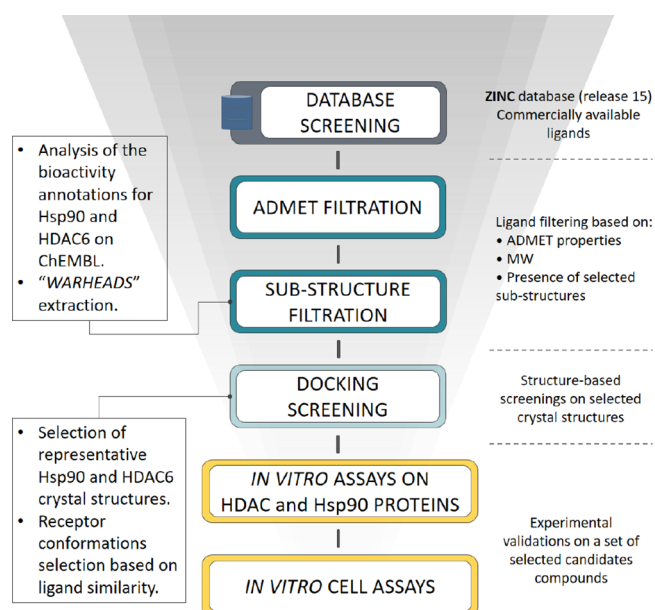 DATABASE
SCREENING
ZINC database (release 15)
Commercially available
ligands
• Analysis of the
bioactivity
annotations for
Hsp90 and
HDAC6 on
ChEMBL.
• “WARHEADS”
extraction.
ADMET FILTRATION
SUB-STRUCTURE
FILTRATION
Ligand filtering based on:
• ADMET properties
• MW
• Presence of selected
sub-structures
DOCKING
SCREENING
Structure-based
screenings on selected
crystal structures
• Selection of
representative
Hsp90 and HDAC6
crystal structures.
• Receptor
conformations
selection based on
ligand similarity.
IN VITRO ASSAYS ON
HDAC and Hsp90 PROTEINS
IN VITRO CELL ASSAYS
Experimental
validations on a set of
selected candidates
compounds